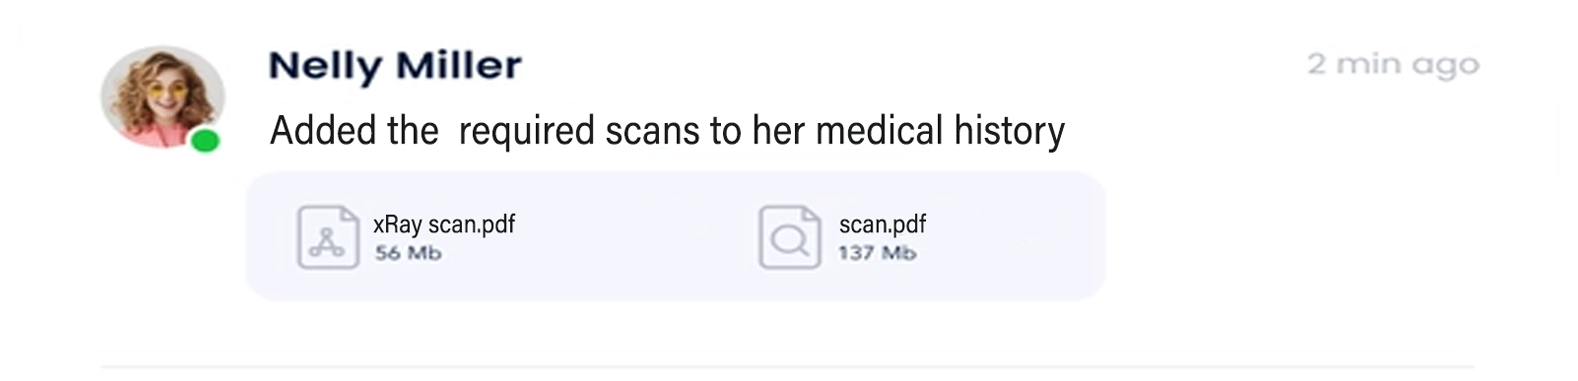 Nelly Miller
2 min ago
Added the  required scans to her medical history
xRay scan.pdf
56 Mb
scan.pdf
137 Mb